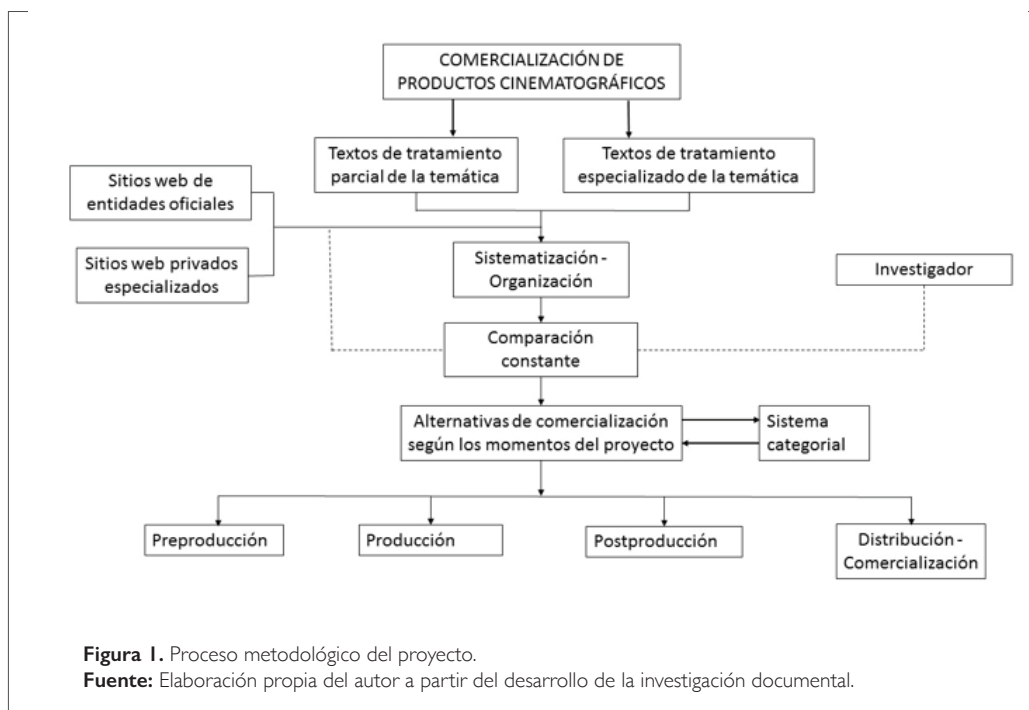 COMERCIALIZACIÓN DE
PRODUCTOS CINEMATOGRÁFICOS
Textos de tratamiento
parcial de la temática
Textos de tratamiento
especializado de la temática
Sitios web de
entidades oficiales
Sitios web privados
especializados
Sistematización -
Organización
Investigador
Comparación
constante
Alternativas de comercialización
según los momentos del proyecto
Sistema
categorial
Preproducción
Producción
Postproducción
Distribución -
Comercialización
Figura 1. Proceso metodológico del proyecto.
Fuente: Elaboración propia del autor a partir del desarrollo de la investigación documental.